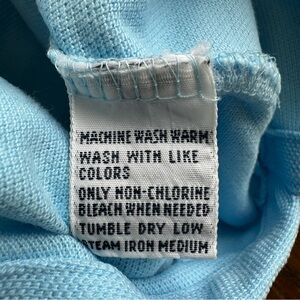 MACHINE WASH WARM
WASH WITH LIKE
COLORS
ONLY NON-CHLORINE
BLEACH WHEN NEEDED
TUMBLE DRY LOW
STEAM IRON MEDIUM